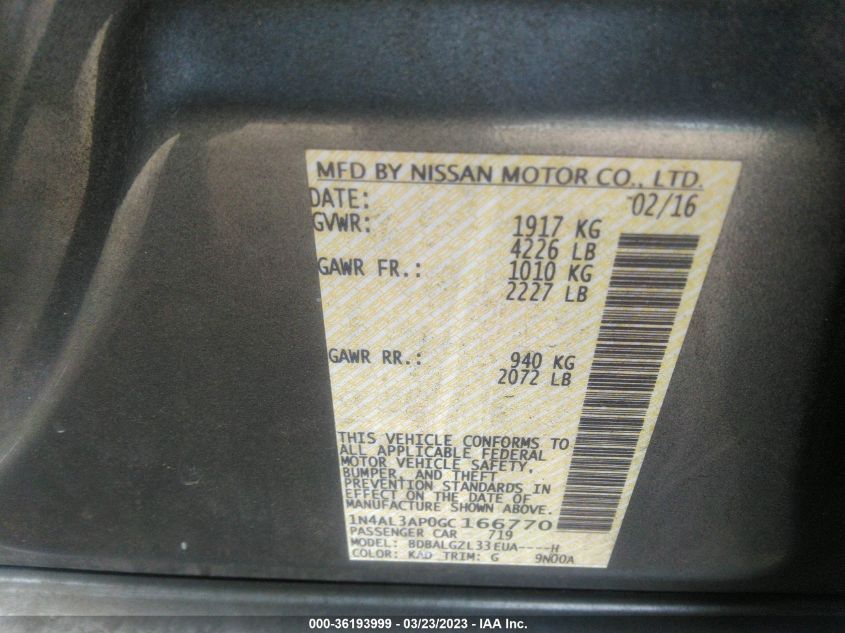 MFD BY NISSAN MOTOR CO., LTD.
DATE: 02/16
GVWR: 1917 KG
4226 LB
GAWR FR.: 1010 KG
2227 LB
GAWR RR.: 940 KG
2072 LB
THIS VEHICLE CONFORMS TO
ALL APPLICABLE FEDERAL
MOTOR VEHICLE SAFETY,
BUMPER, AND THEFT
PREVENTION STANDARDS IN
EFFECT ON THE DATE OF
MANUFACTURE SHOWN ABOVE.
1N4AL3AP0GC166770
PASSENGER CAR 719
MODEL: BDBALGZL33EUA----H
COLOR: KAD TRIM: G 9N00A
000-36193999 - 03/23/2023 - IAA Inc.